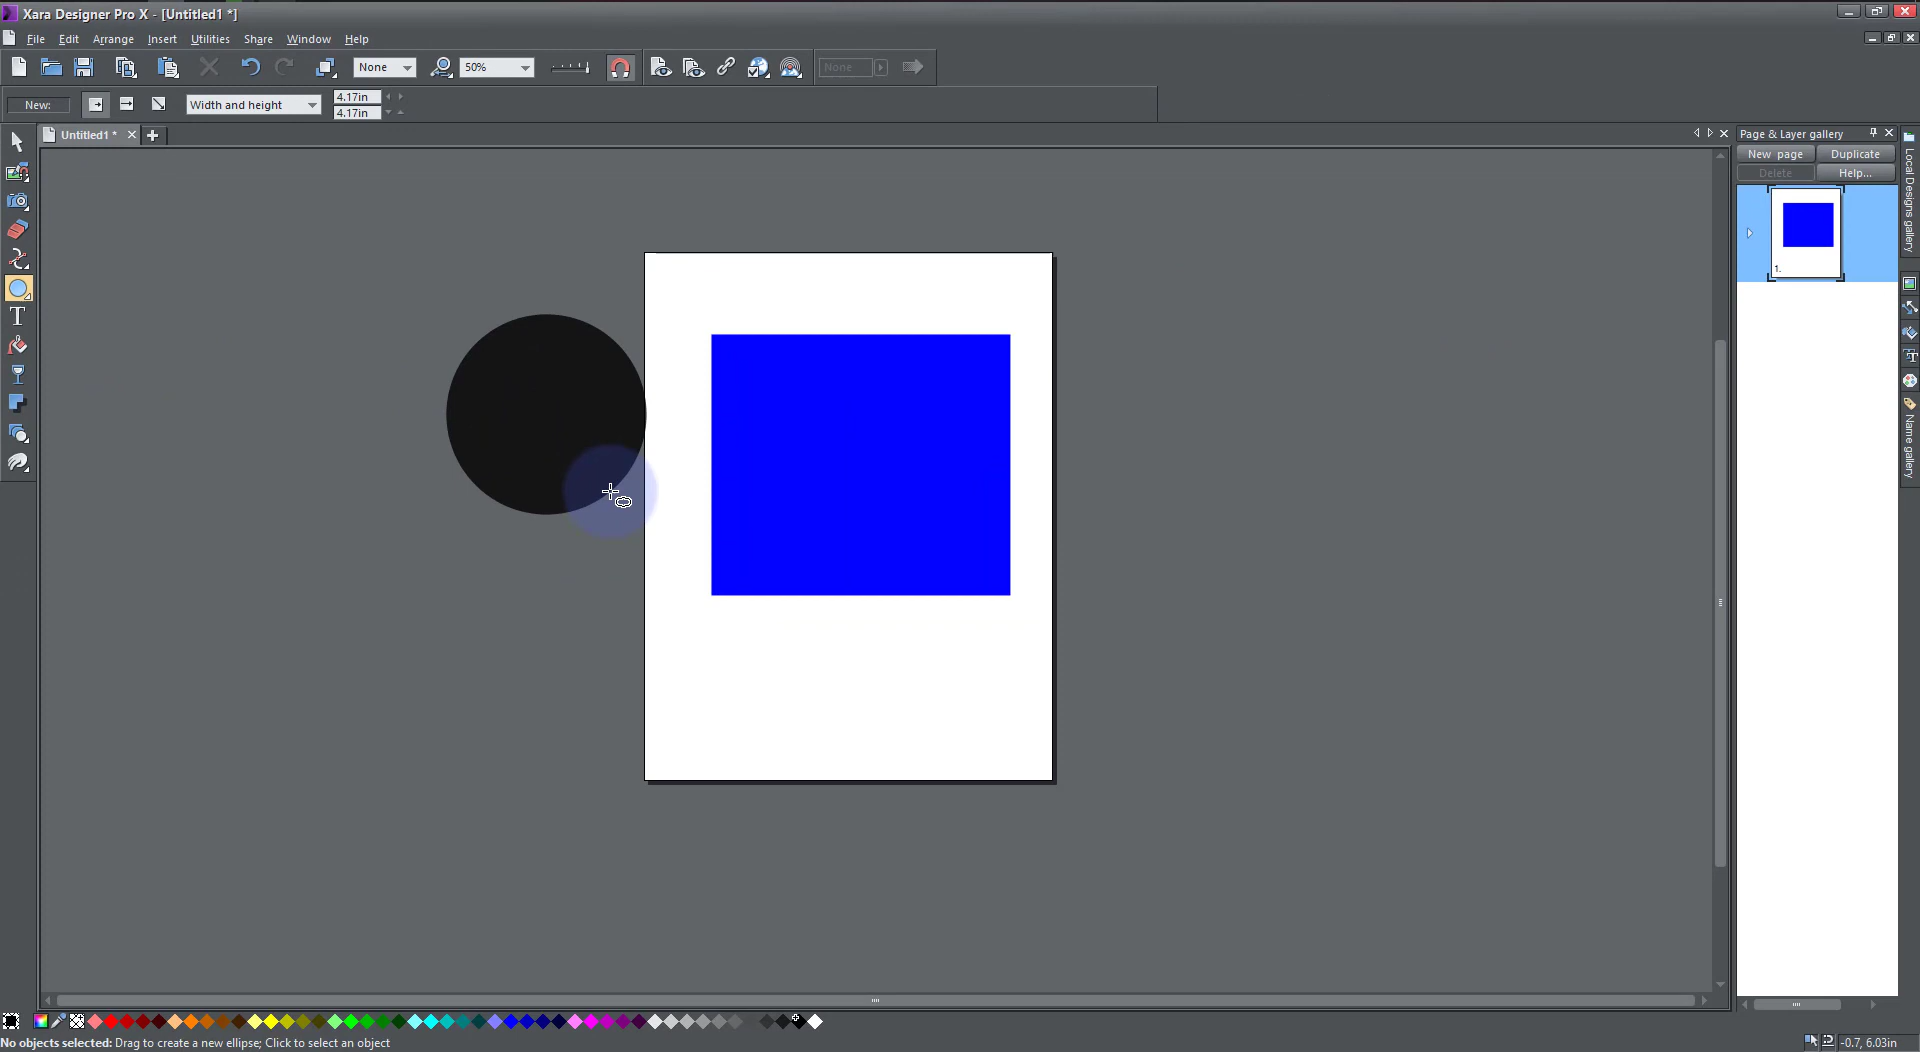 Xara Designer Pro X - [Untitled1 *]
File Edit Arrange Insert Utilities Share Window Help
None 50% None
New: Width and height 4.17in
4.17in
Untitled1 *
Page & Layer gallery
New page Duplicate
Delete Help...
1.
Local Designs gallery
Name gallery
No objects selected: Drag to create a new ellipse; Click to select an object
-0.7, 6.03in